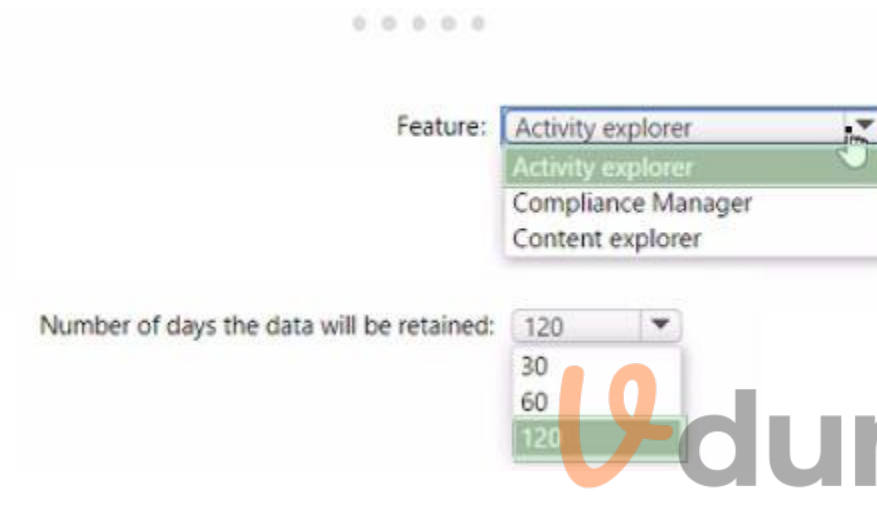 Feature: Activity explorer
Activity explorer
Compliance Manager
Content explorer
Number of days the data will be retained: 120
30
60
120
dur